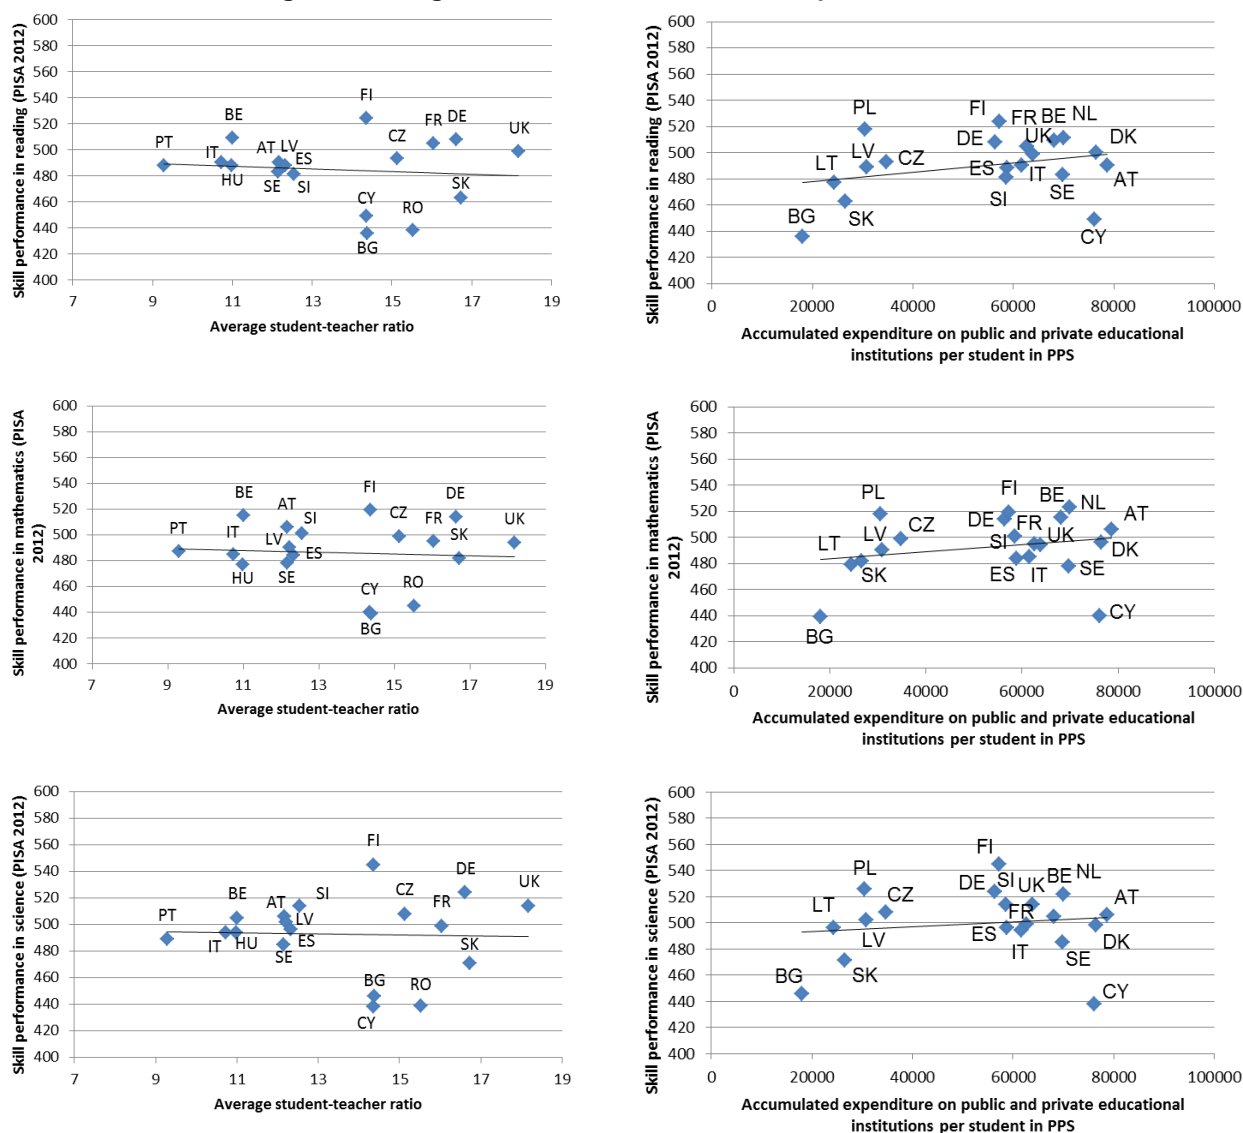 Skill performance in reading (PISA 2012)
600
580
560
540
520
500
480
460
440
420
400
FI
BE
DE
FR
UK
PT
CZ
IT
AT
LV
ES
HU
SE
SI
SK
CY
RO
BG
7
9
11
13
15
17
19
Average student-teacher ratio
Skill performance in reading (PISA 2012)
600
580
560
540
520
500
480
460
440
420
400
PL
FI
FR
BE
NL
DE
UK
DK
LV
CZ
LT
ES
IT
AT
SK
SI
SE
BG
CY
0
20000
40000
60000
80000
100000
Accumulated expenditure on public and private educational
institutions per student in PPS
Skill performance in mathematics (PISA
2012)
600
580
560
540
520
500
480
460
440
420
400
BE
FI
DE
AT
SI
CZ
FR
UK
PT
IT
LV
ES
SK
HU
SE
CY
RO
BG
7
9
11
13
15
17
19
Average student-teacher ratio
Skill performance in mathematics (PISA
2012)
600
580
560
540
520
500
480
460
440
420
400
PL
FI
BE
NL
AT
DE
FR
LV
CZ
UK
LT
SI
DK
SK
ES
IT
SE
BG
CY
0
20000
40000
60000
80000
100000
Accumulated expenditure on public and private educational
institutions per student in PPS
Skill performance in science (PISA 2012)
600
580
560
540
520
500
480
460
440
420
400
FI
DE
BE
SI
CZ
UK
AT
FR
PT
LV
IT
HU
ES
SK
SE
BG
RO
CY
7
9
11
13
15
17
19
Average student-teacher ratio
Skill performance in science (PISA 2012)
600
580
560
540
520
500
480
460
440
420
400
FI
PL
DE
SI
UK
BE
NL
CZ
AT
LT
FR
LV
ES
DK
IT
SE
BG
SK
CY
0
20000
40000
60000
80000
100000
Accumulated expenditure on public and private educational
institutions per student in PPS